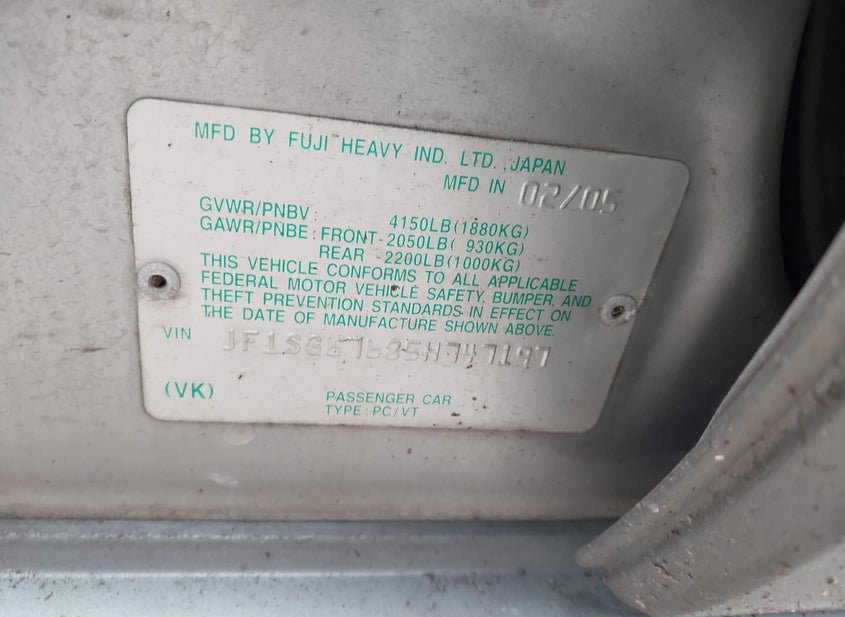 MFD BY FUJI HEAVY IND. LTD. JAPAN
MFD IN 02/05
GVWR/PNBV: 4150LB(1880KG)
GAWR/PNBE: FRONT-2050LB( 930KG)
REAR -2200LB(1000KG)
THIS VEHICLE CONFORMS TO ALL APPLICABLE
FEDERAL MOTOR VEHICLE SAFETY, BUMPER, AND
THEFT PREVENTION STANDARDS IN EFFECT ON
THE DATE OF MANUFACTURE SHOWN ABOVE.
VIN JF1SG67685H747197
(VK) PASSENGER CAR
TYPE: PC/VT